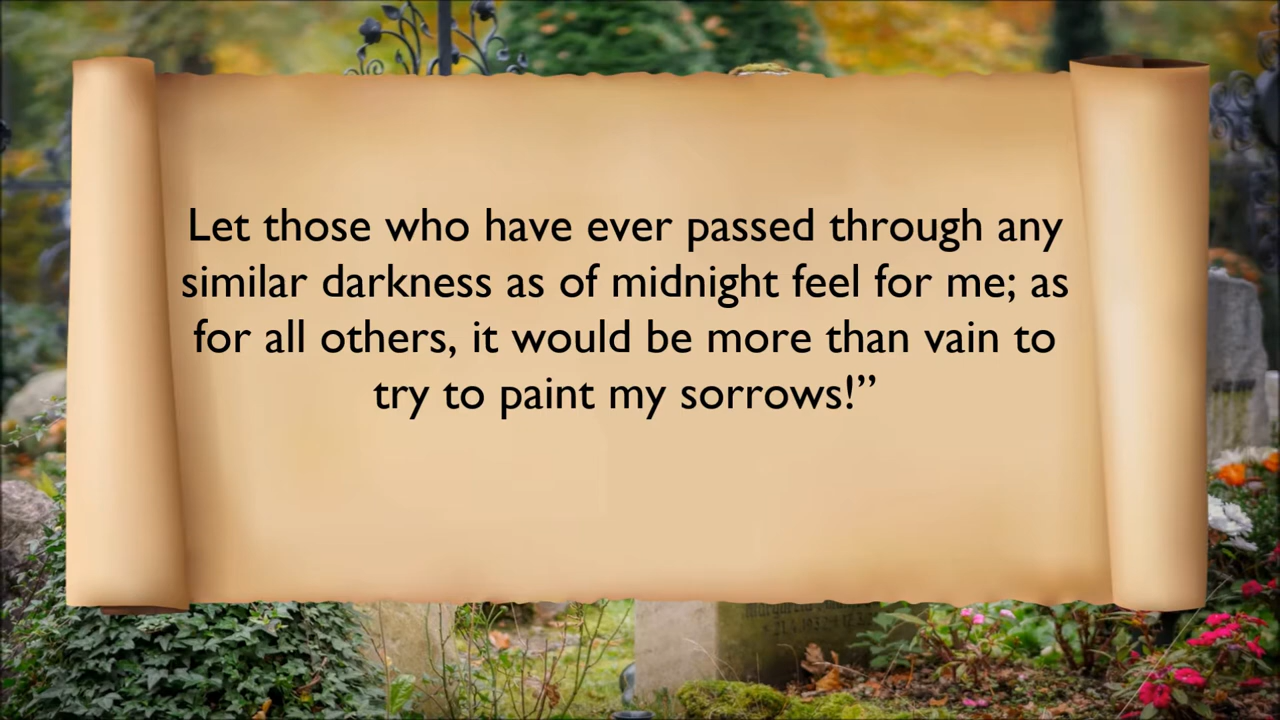 Let those who have ever passed through any
similar darkness as of midnight feel for me; as
for all others, it would be more than vain to
try to paint my sorrows!”